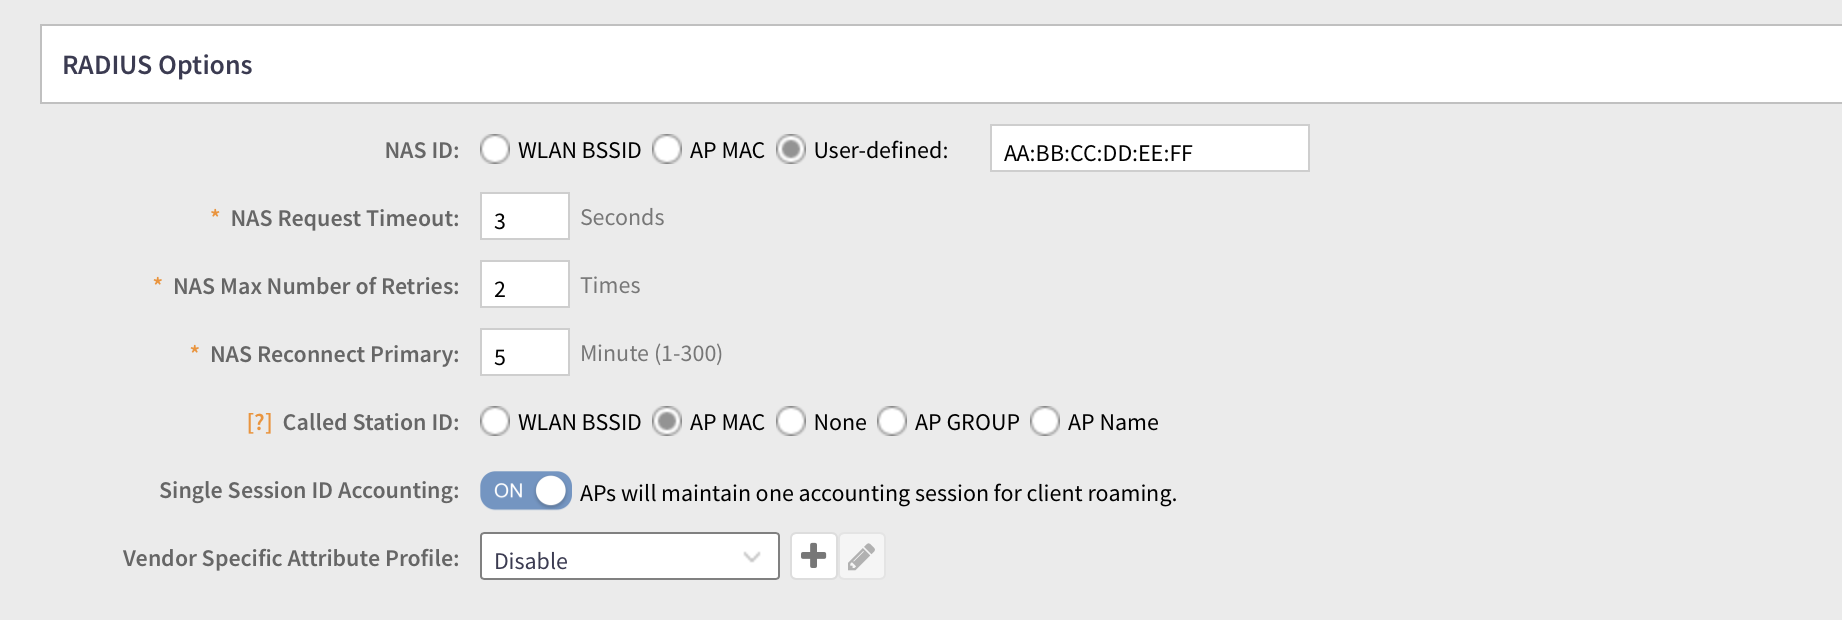 RADIUS Options
NAS ID: WLAN BSSID AP MAC User-defined: AA:BB:CC:DD:EE:FF
* NAS Request Timeout: 3 Seconds
* NAS Max Number of Retries: 2 Times
* NAS Reconnect Primary: 5 Minute (1-300)
[?] Called Station ID: WLAN BSSID AP MAC None AP GROUP AP Name
Single Session ID Accounting: ON APs will maintain one accounting session for client roaming.
Vendor Specific Attribute Profile: Disable